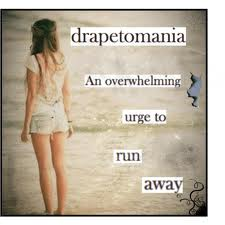 drapetomania
An overwhelming
urge to
run
away